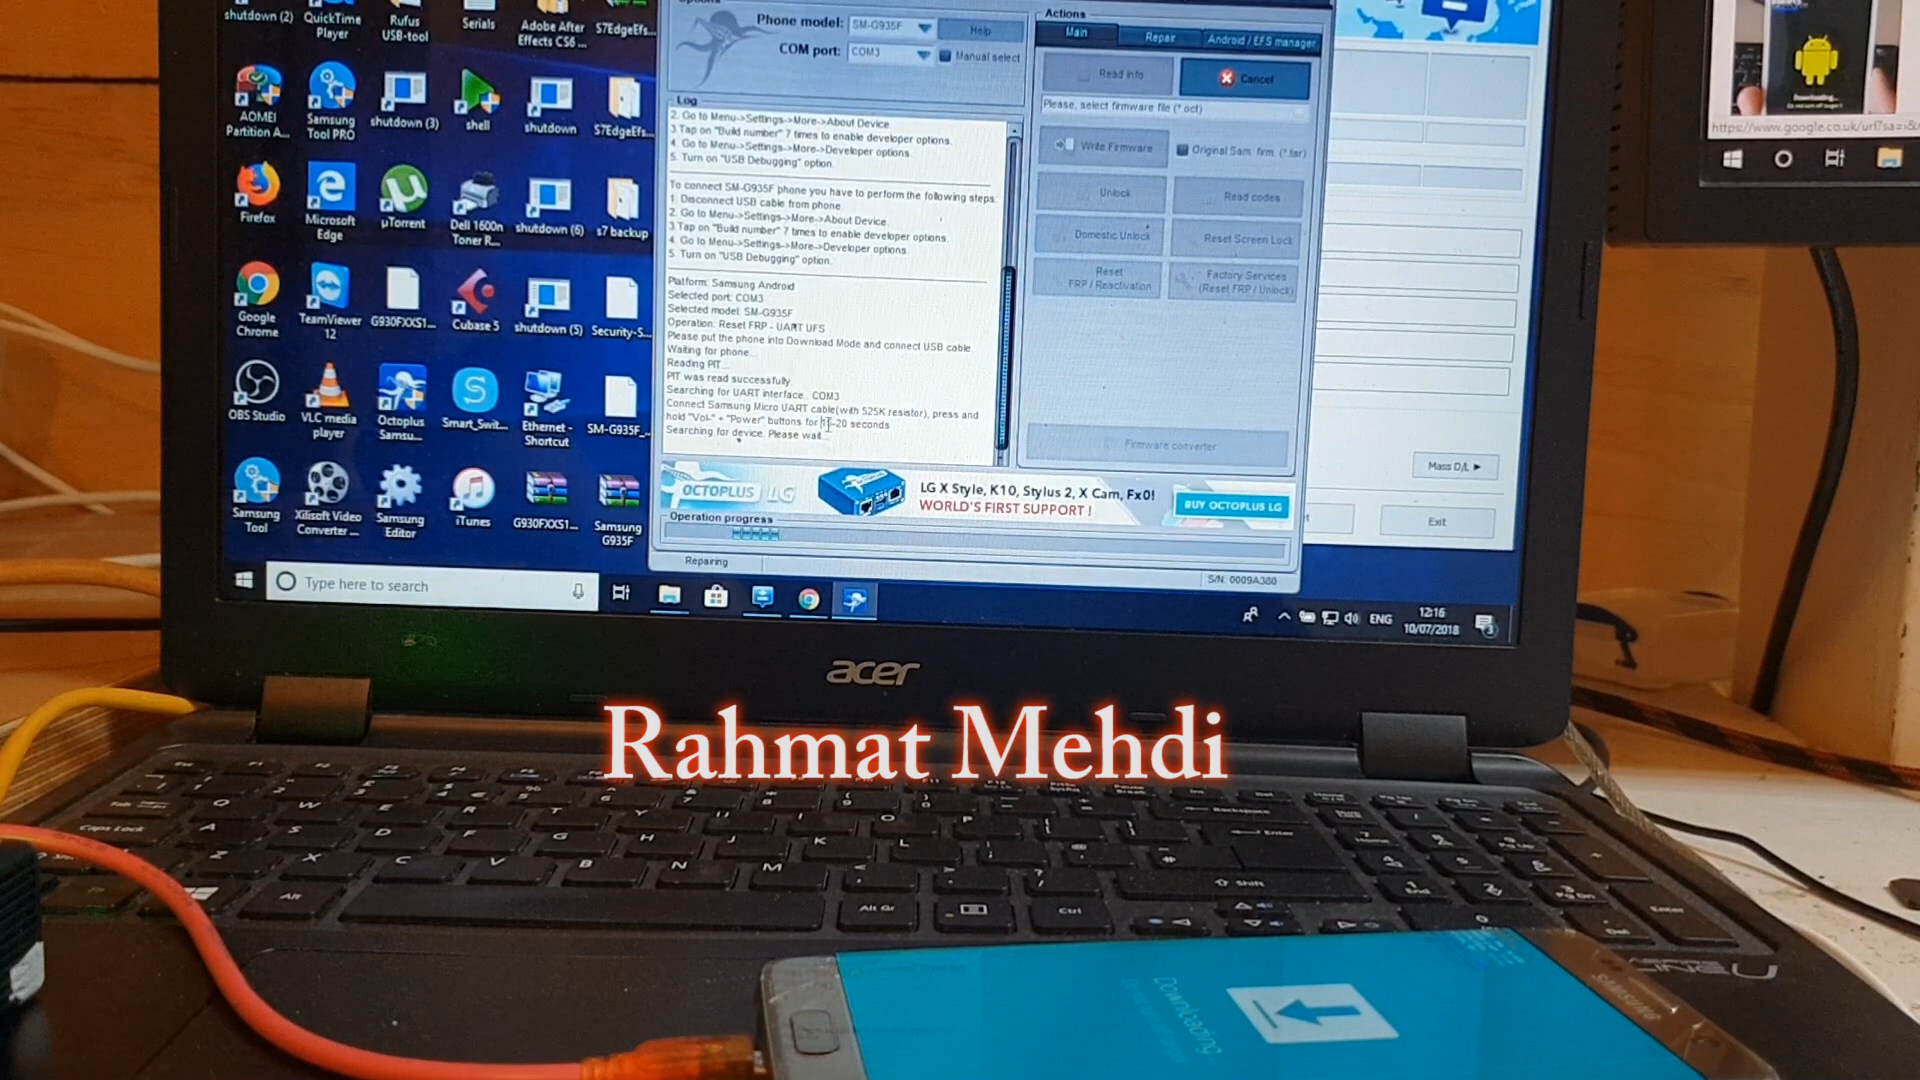 shutdown (2)
QuickTime
Player
Rufus
USB-tool
Serials
Adobe After
Effects CS6 ...
S7EdgeEfs...
AOMEI
Partition A...
Samsung
Tool PRO
shutdown (3)
shell
shutdown
S7EdgeEfs...
Firefox
Microsoft
Edge
µTorrent
Dell 1600n
Toner R...
shutdown (6)
s7 backup
Google
Chrome
TeamViewer
12
G930FXXS1...
Cubase 5
shutdown (5)
Security-S...
OBS Studio
VLC media
player
Octoplus
Samsu...
Smart_Swit...
Ethernet -
Shortcut
SM-G935F_...
Samsung
Tool
Xilisoft Video
Converter ...
Samsung
Editor
iTunes
G930FXXS1...
Samsung
G935F
Phone model: SM-G935F
Help
COM port: COM3
Manual select
Log
2. Go to Menu->Settings->More->About Device.
3.Tap on "Build number" 7 times to enable developer options.
4. Go to Menu->Settings->More->Developer options.
5. Turn on "USB Debugging" option.
To connect SM-G935F phone you have to perform the following steps:
1. Disconnect USB cable from phone
2. Go to Menu->Settings->More->About Device.
3.Tap on "Build number" 7 times to enable developer options.
4. Go to Menu->Settings->More->Developer options.
5. Turn on "USB Debugging" option.
Platform: Samsung Android
Selected port: COM3
Selected model: SM-G935F
Operation: Reset FRP - UART UFS
Please put the phone into Download Mode and connect USB cable.
Waiting for phone...
Reading PIT...
PIT was read successfully.
Searching for UART interface... COM3
Connect Samsung Micro UART cable(with 525K resistor), press and
hold "Vol-" + "Power" buttons for 15-20 seconds
Searching for device. Please wait...
Actions
Main
Repair
Android / EFS manager
Read info
Cancel
Please, select firmware file (*.oct)
Write Firmware
Original Sam. firm. (*.tar)
Unlock
Read codes
Domestic Unlock
Reset Screen Lock
Reset
FRP / Reactivation
Factory Services
(Reset FRP / Unlock)
Firmware converter
OCTOPLUS LG
LG X Style, K10, Stylus 2, X Cam, Fx0!
WORLD'S FIRST SUPPORT !
BUY OCTOPLUS LG
Operation progress
Repairing
S/N: 0009A380
Mass D/L
Exit
Type here to search
ENG
12:16
10/07/2018
Downloading...
https://www.google.co.uk/url?sa=i&u
acer
Rahmat Mehdi
Downloading
SAMSUNG